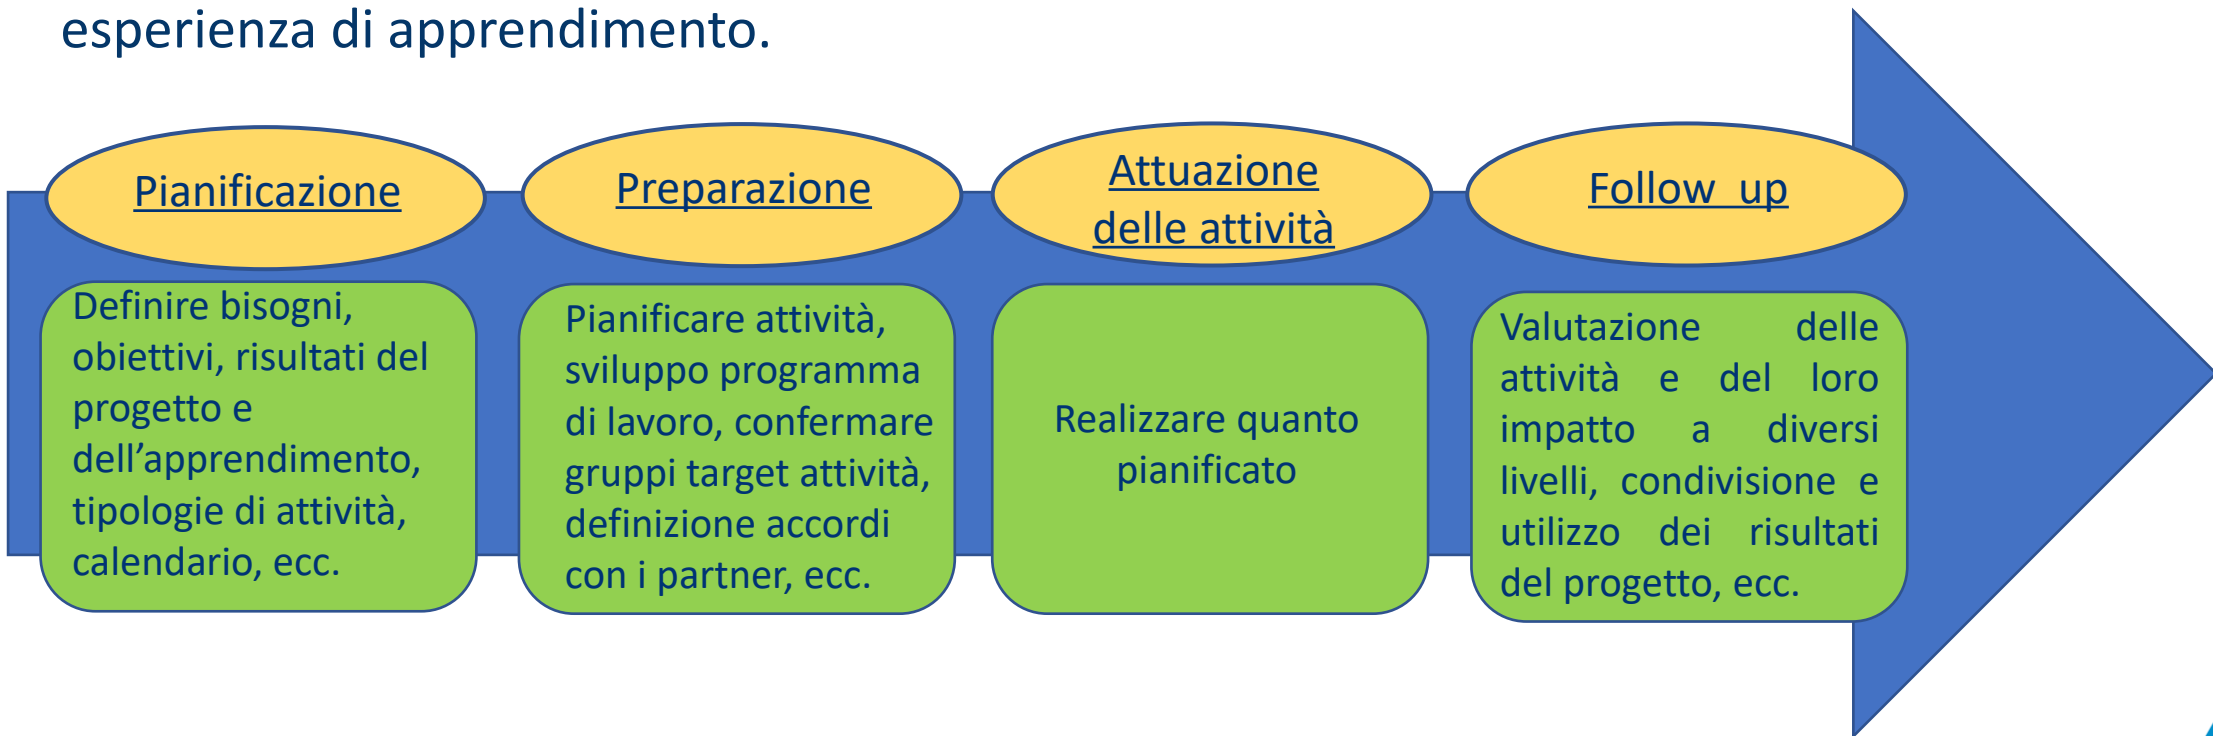 esperienza di apprendimento.
Pianificazione
Definire bisogni,
obiettivi, risultati del
progetto e
dell’apprendimento,
tipologie di attività,
calendario, ecc.
Preparazione
Pianificare attività,
sviluppo programma
di lavoro, confermare
gruppi target attività,
definizione accordi
con i partner, ecc.
Attuazione
delle attività
Realizzare quanto
pianificato
Follow up
Valutazione delle
attività e del loro
impatto a diversi
livelli, condivisione e
utilizzo dei risultati
del progetto, ecc.